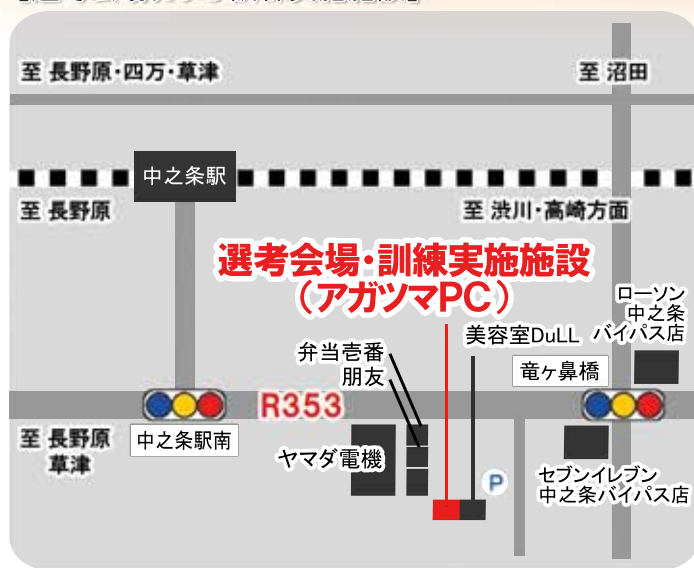 至 長野原・四万・草津
至 沼田
中之条駅
至 長野原
至 渋川・高崎方面
選考会場・訓練実施施設
（アガツマPC）
ローソン
中之条
バイパス店
美容室DuLL
弁当壱番
朋友
竜ヶ鼻橋
R353
至 長野原
草津
中之条駅南
ヤマダ電機
P
セブンイレブン
中之条バイパス店